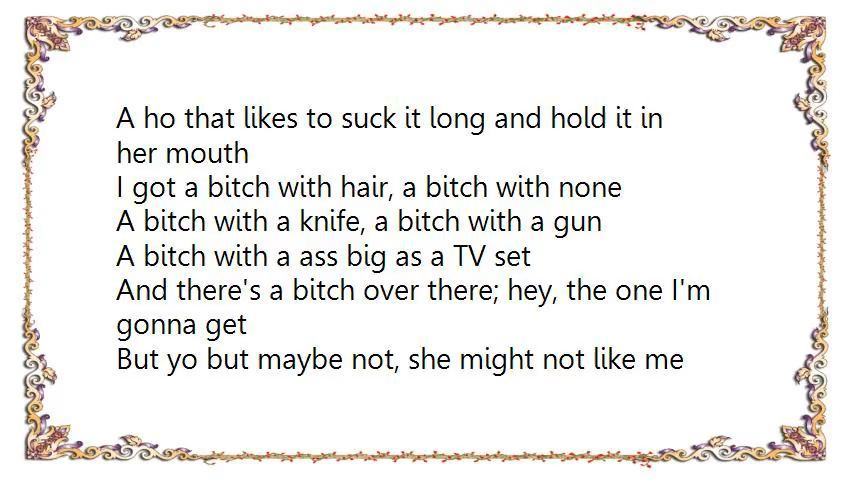 A ho that likes to suck it long and hold it in
her mouth
I got a bitch with hair, a bitch with none
A bitch with a knife, a bitch with a gun
A bitch with a ass big as a TV set
And there's a bitch over there; hey, the one I'm
gonna get
But yo but maybe not, she might not like me